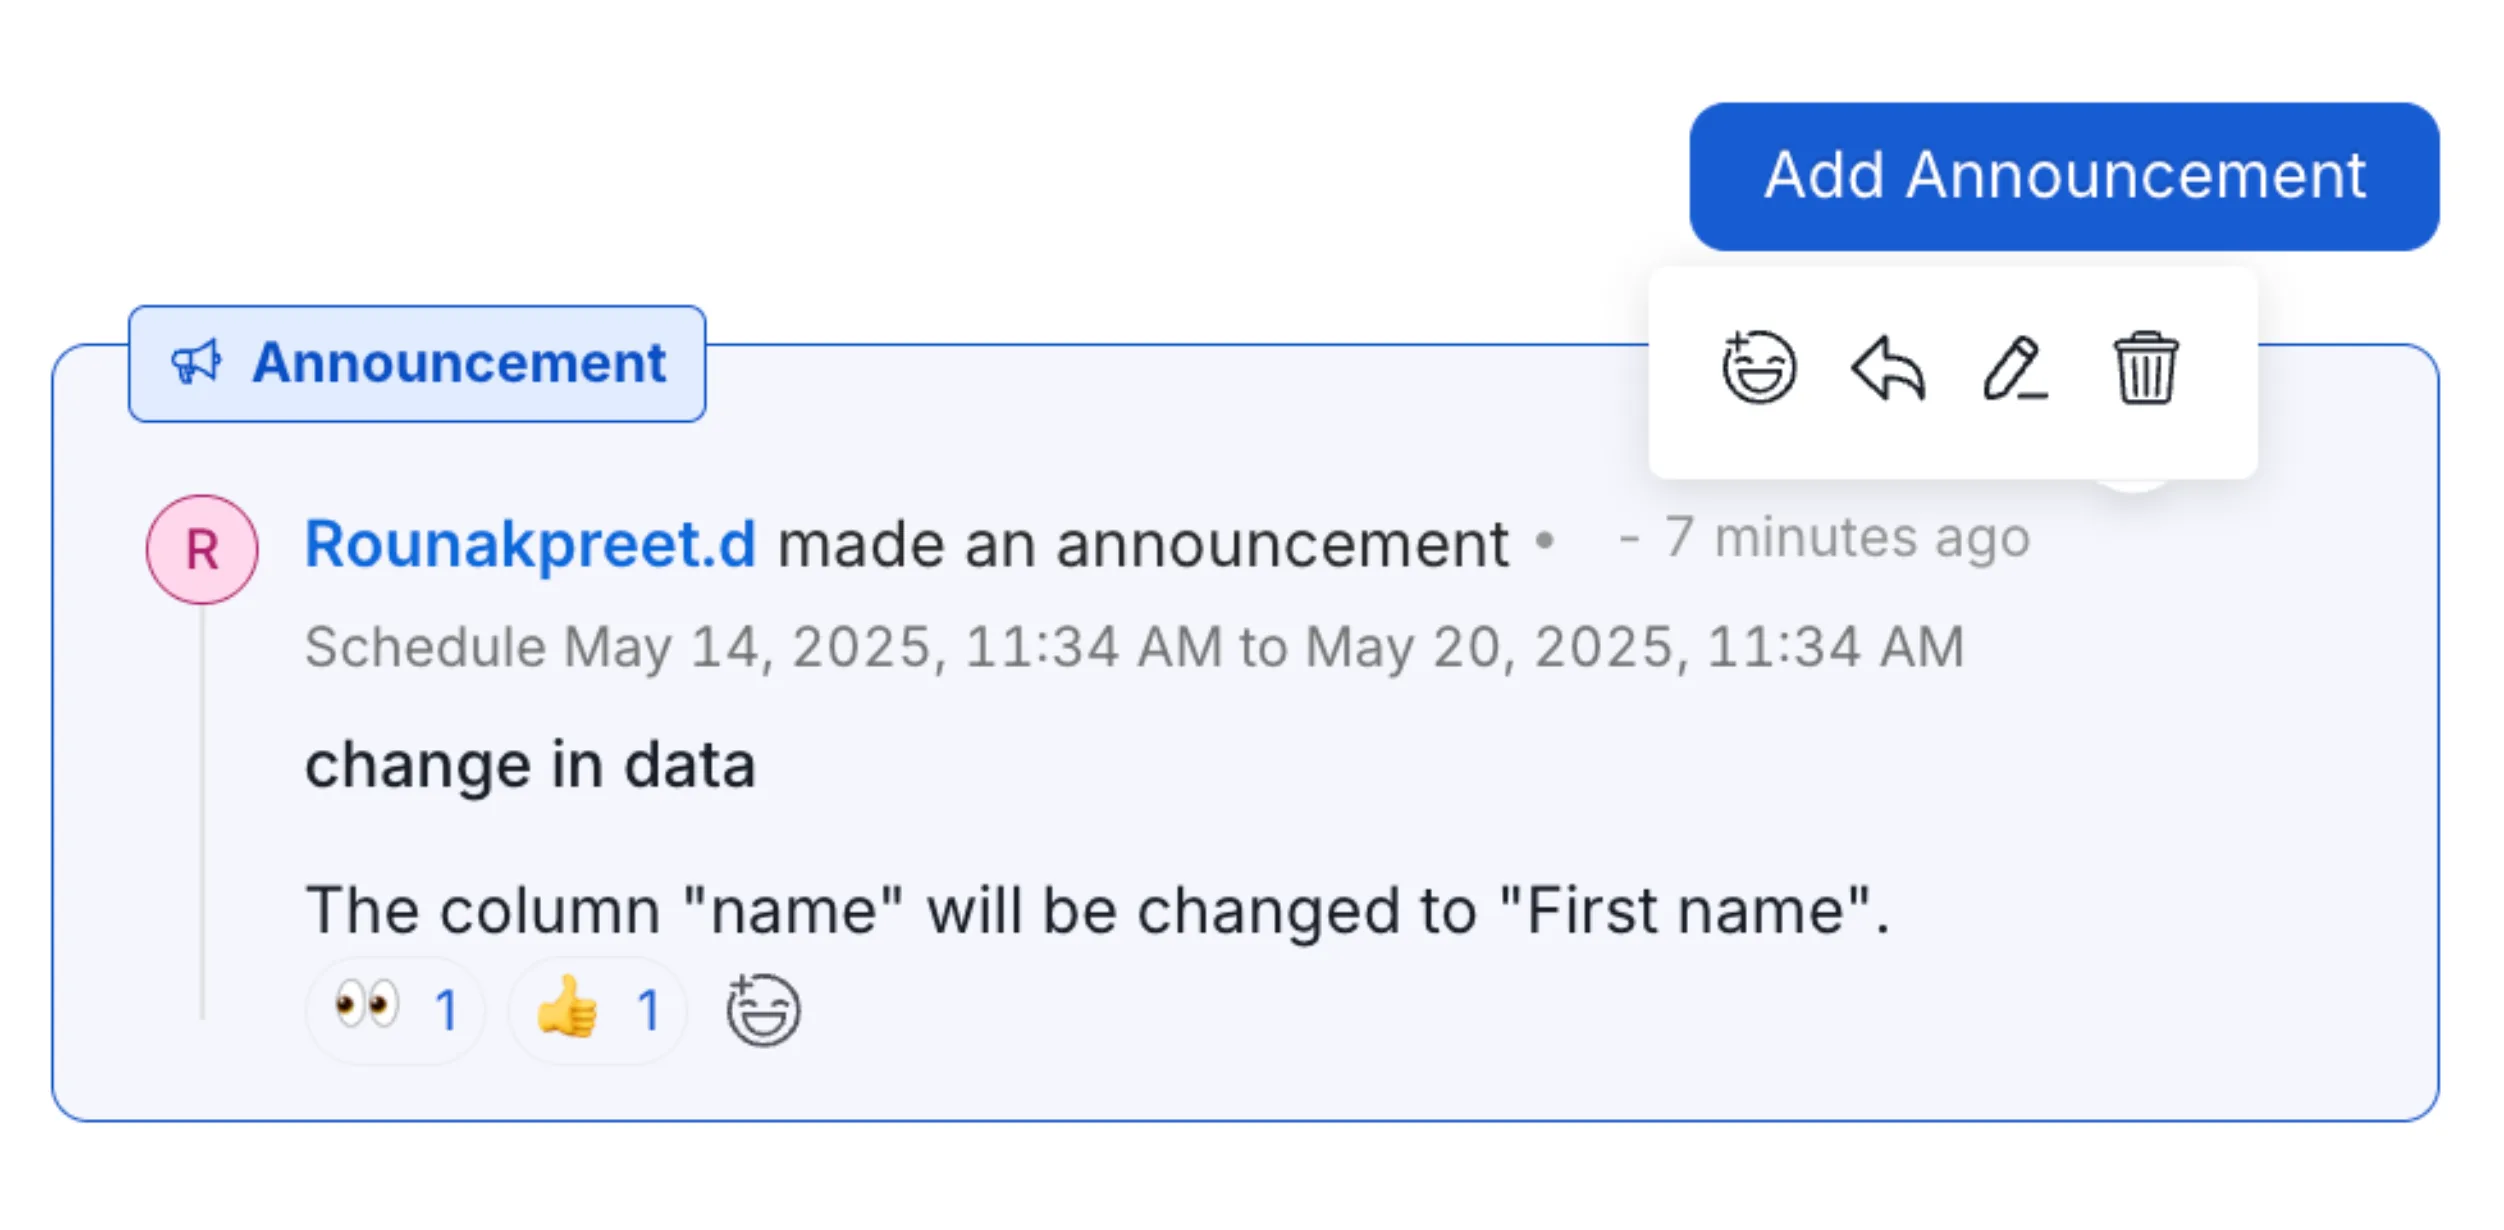 Add Announcement
Announcement
R
Rounakpreet.d made an announcement • - 7 minutes ago
Schedule May 14, 2025, 11:34 AM to May 20, 2025, 11:34 AM
change in data
The column "name" will be changed to "First name".
👀 1 👍 1